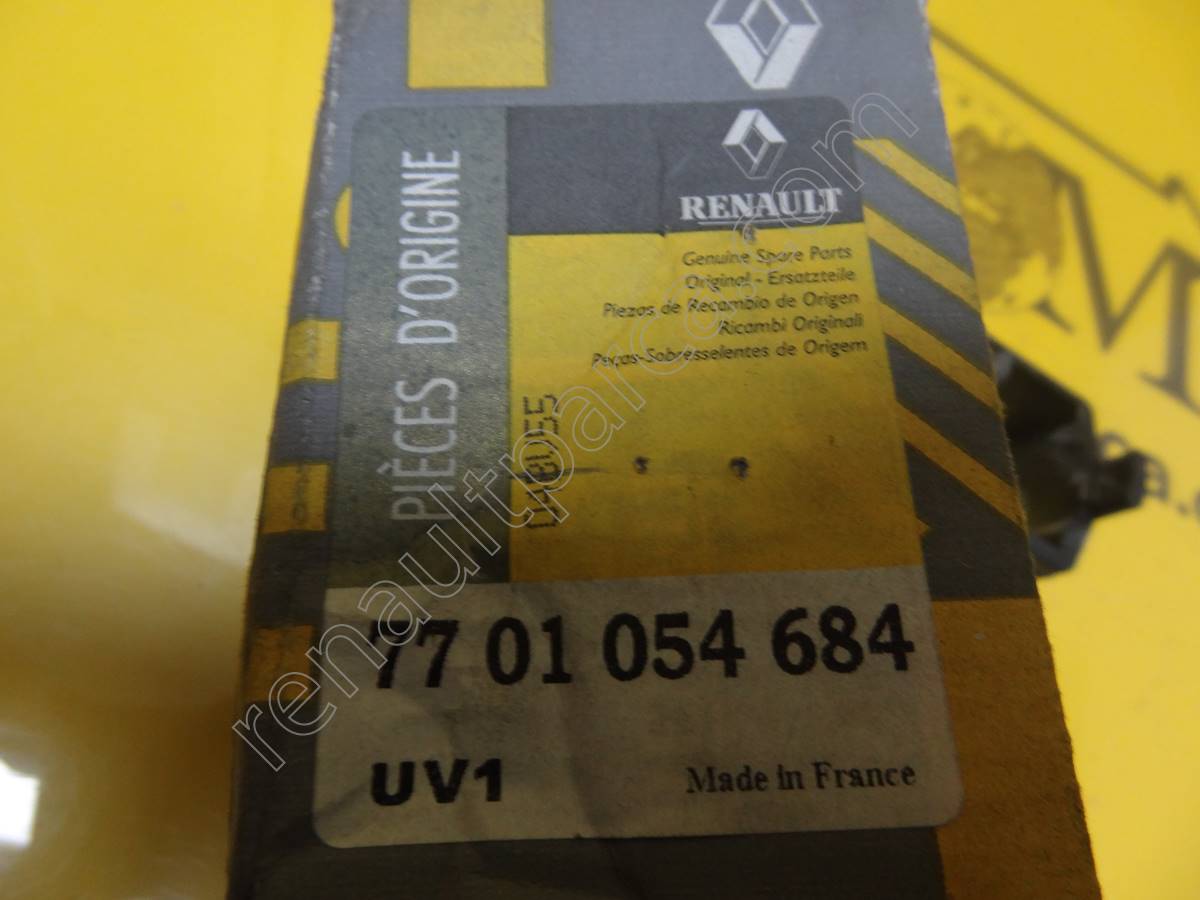 PIÈCES D'ORIGINE
RENAULT
Genuine Spare Parts
Original - Ersatzteile
Piezas de Recambio de Origen
Ricambi Originali
Peças-Sobresselentes de Origem
77 01 054 684
UV1
Made in France
renaultparca.com
M